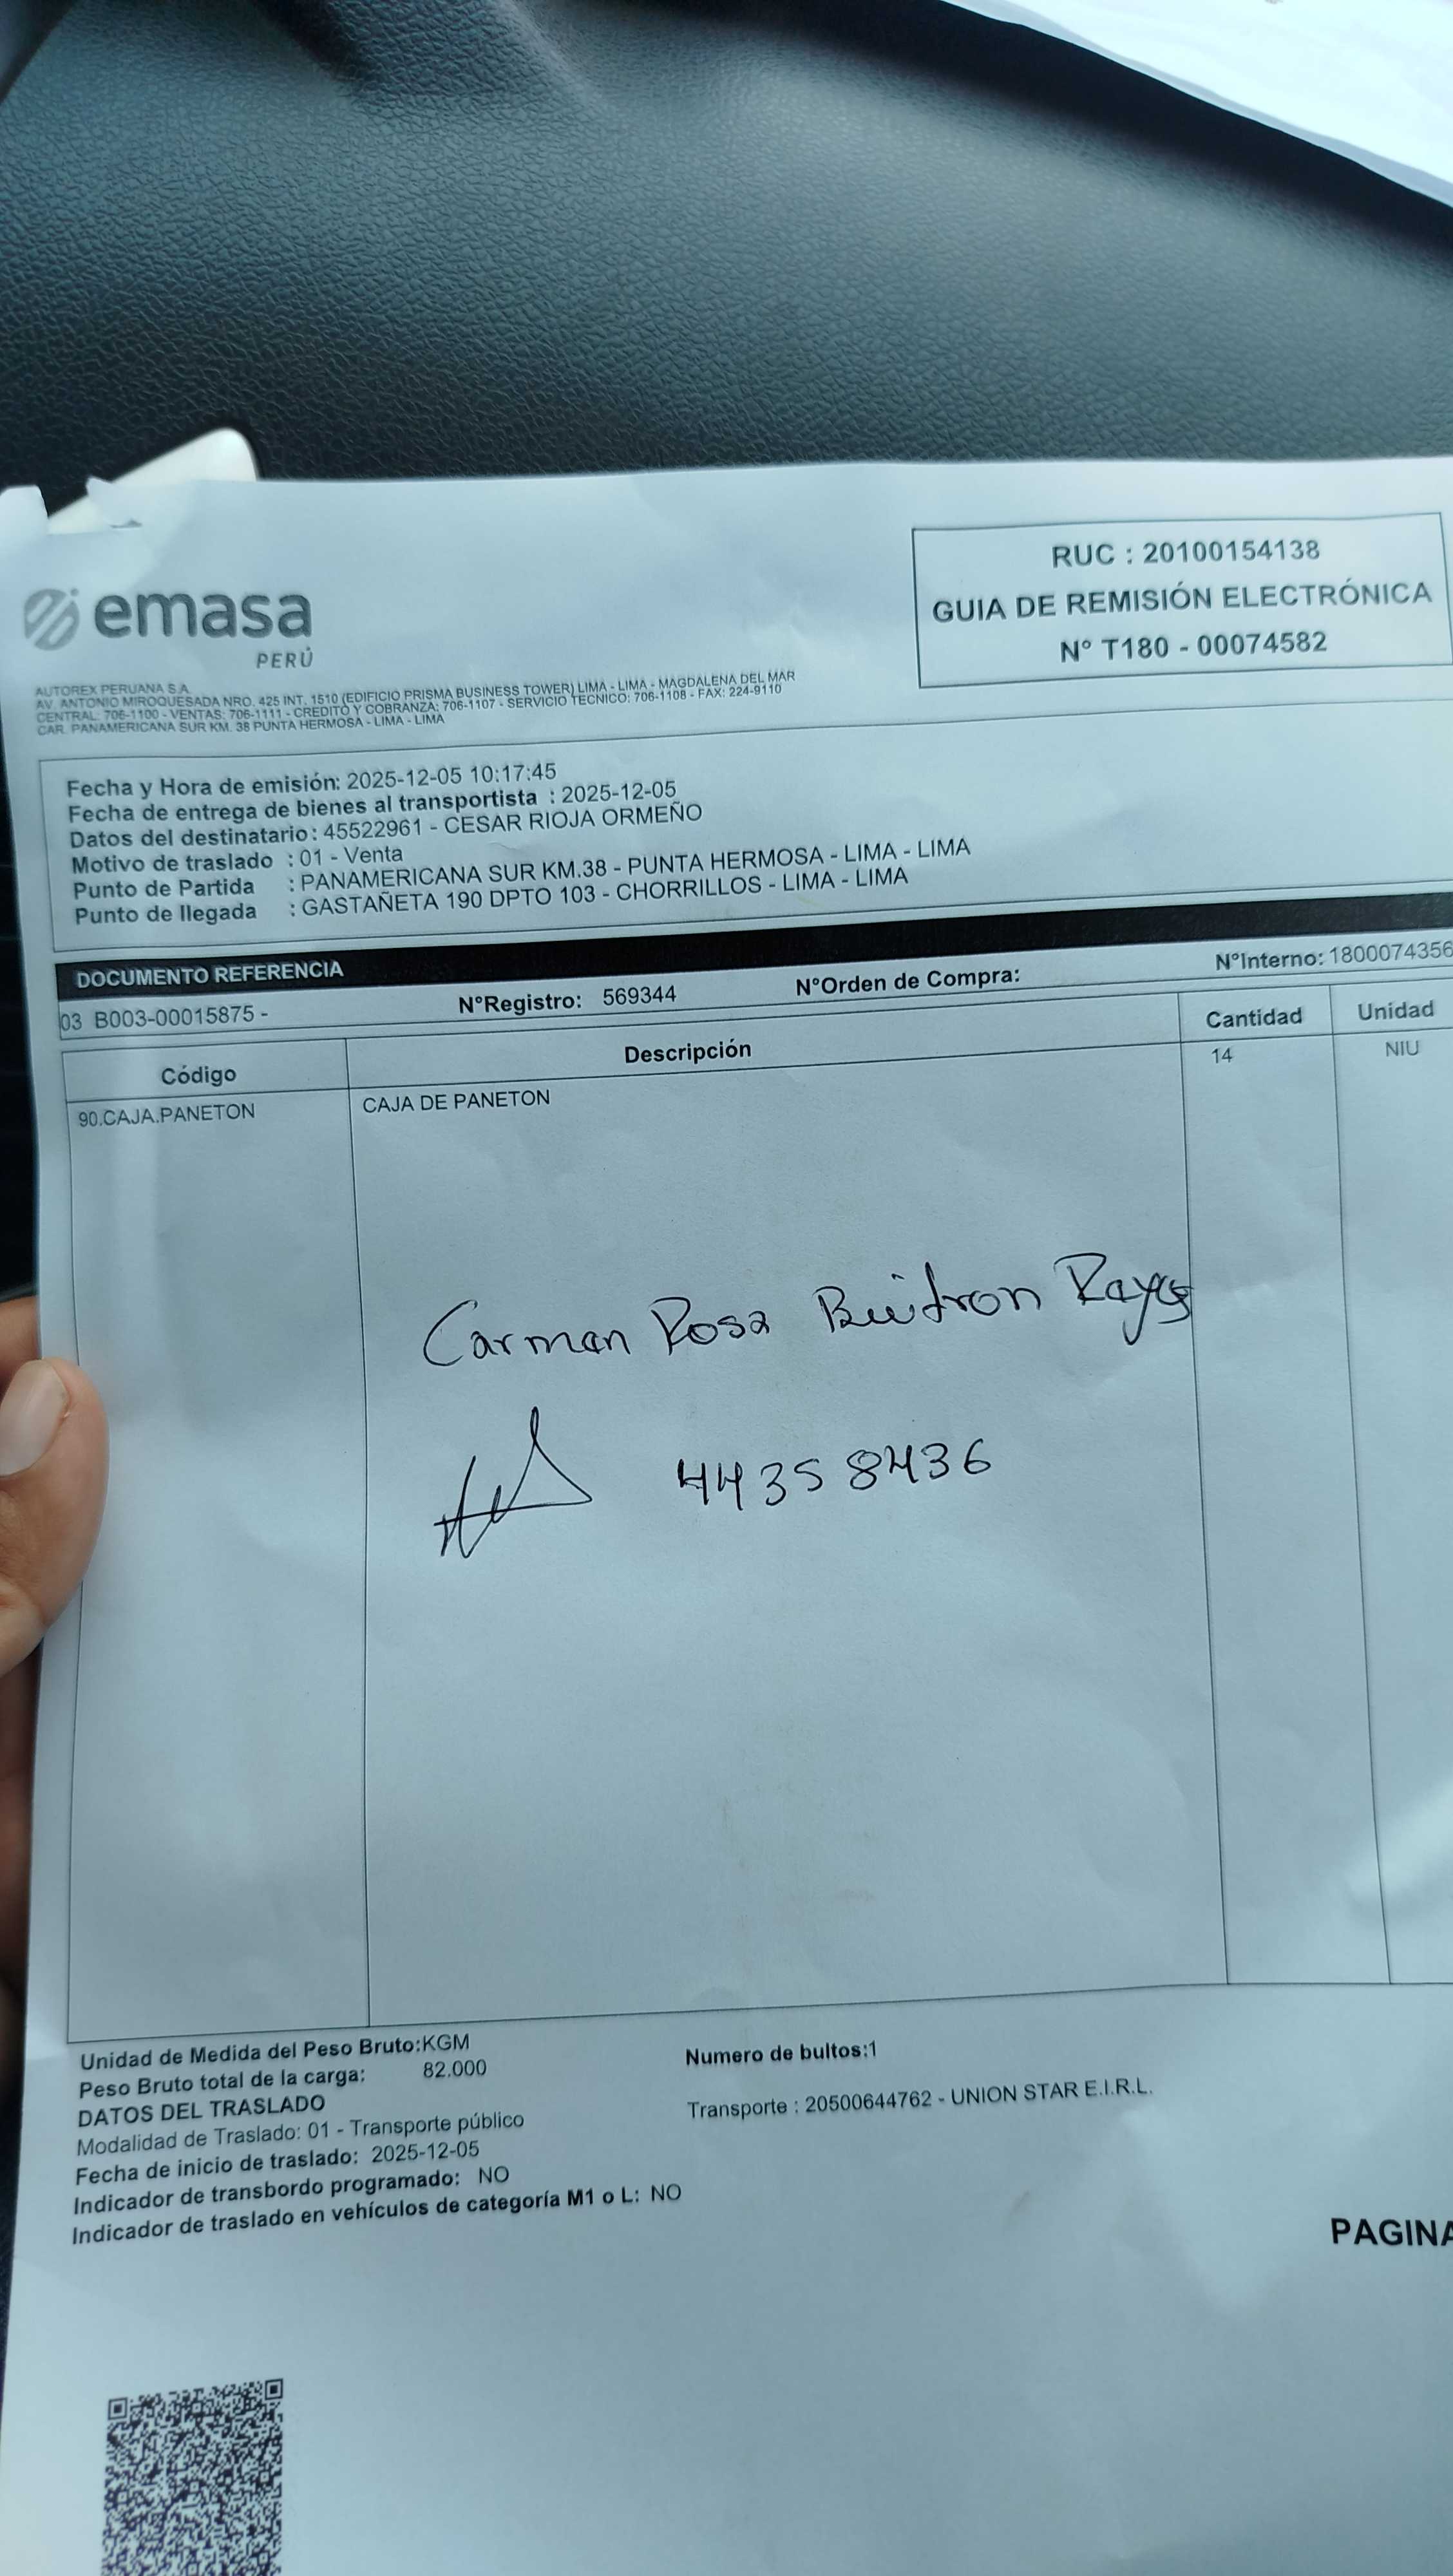 emasa
PERÚ
RUC : 20100154138
GUIA DE REMISIÓN ELECTRÓNICA
N° T180 - 00074582
AUTOREX PERUANA S.A.
AV. ANTONIO MIROQUESADA NRO. 425 INT. 1510 (EDIFICIO PRISMA BUSINESS TOWER) LIMA - LIMA - MAGDALENA DEL MAR
CENTRAL: 706-1100 - VENTAS: 706-1111 - CREDITO Y COBRANZA: 706-1107 - SERVICIO TECNICO: 706-1108 - FAX: 224-9110
CAR. PANAMERICANA SUR KM. 38 PUNTA HERMOSA - LIMA - LIMA
Fecha y Hora de emisión: 2025-12-05 10:17:45
Fecha de entrega de bienes al transportista : 2025-12-05
Datos del destinatario: 45522961 - CESAR RIOJA ORMEÑO
Motivo de traslado : 01 - Venta
Punto de Partida : PANAMERICANA SUR KM.38 - PUNTA HERMOSA - LIMA - LIMA
Punto de llegada : GASTAÑETA 190 DPTO 103 - CHORRILLOS - LIMA - LIMA
DOCUMENTO REFERENCIA
03 B003-00015875 - N°Registro: 569344 N°Orden de Compra: N°Interno: 1800074356
Código Descripción Cantidad Unidad
90.CAJA.PANETON CAJA DE PANETON 14 NIU
Carmen Rosa Buitron Rayes
44358436
Unidad de Medida del Peso Bruto:KGM Numero de bultos:1
Peso Bruto total de la carga: 82.000
DATOS DEL TRASLADO Transporte : 20500644762 - UNION STAR E.I.R.L.
Modalidad de Traslado: 01 - Transporte público
Fecha de inicio de traslado: 2025-12-05
Indicador de transbordo programado: NO
Indicador de traslado en vehículos de categoría M1 o L: NO
PAGINA